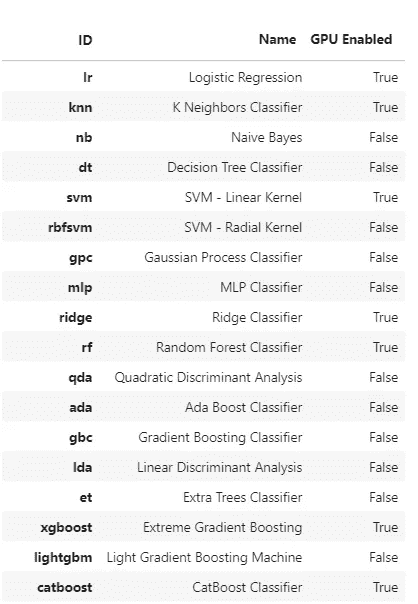 ID Name GPU Enabled
lr Logistic Regression True
knn K Neighbors Classifier True
nb Naive Bayes False
dt Decision Tree Classifier False
svm SVM - Linear Kernel True
rbfsvm SVM - Radial Kernel False
gpc Gaussian Process Classifier False
mlp MLP Classifier False
ridge Ridge Classifier True
rf Random Forest Classifier True
qda Quadratic Discriminant Analysis False
ada Ada Boost Classifier False
gbc Gradient Boosting Classifier False
lda Linear Discriminant Analysis False
et Extra Trees Classifier False
xgboost Extreme Gradient Boosting True
lightgbm Light Gradient Boosting Machine False
catboost CatBoost Classifier True